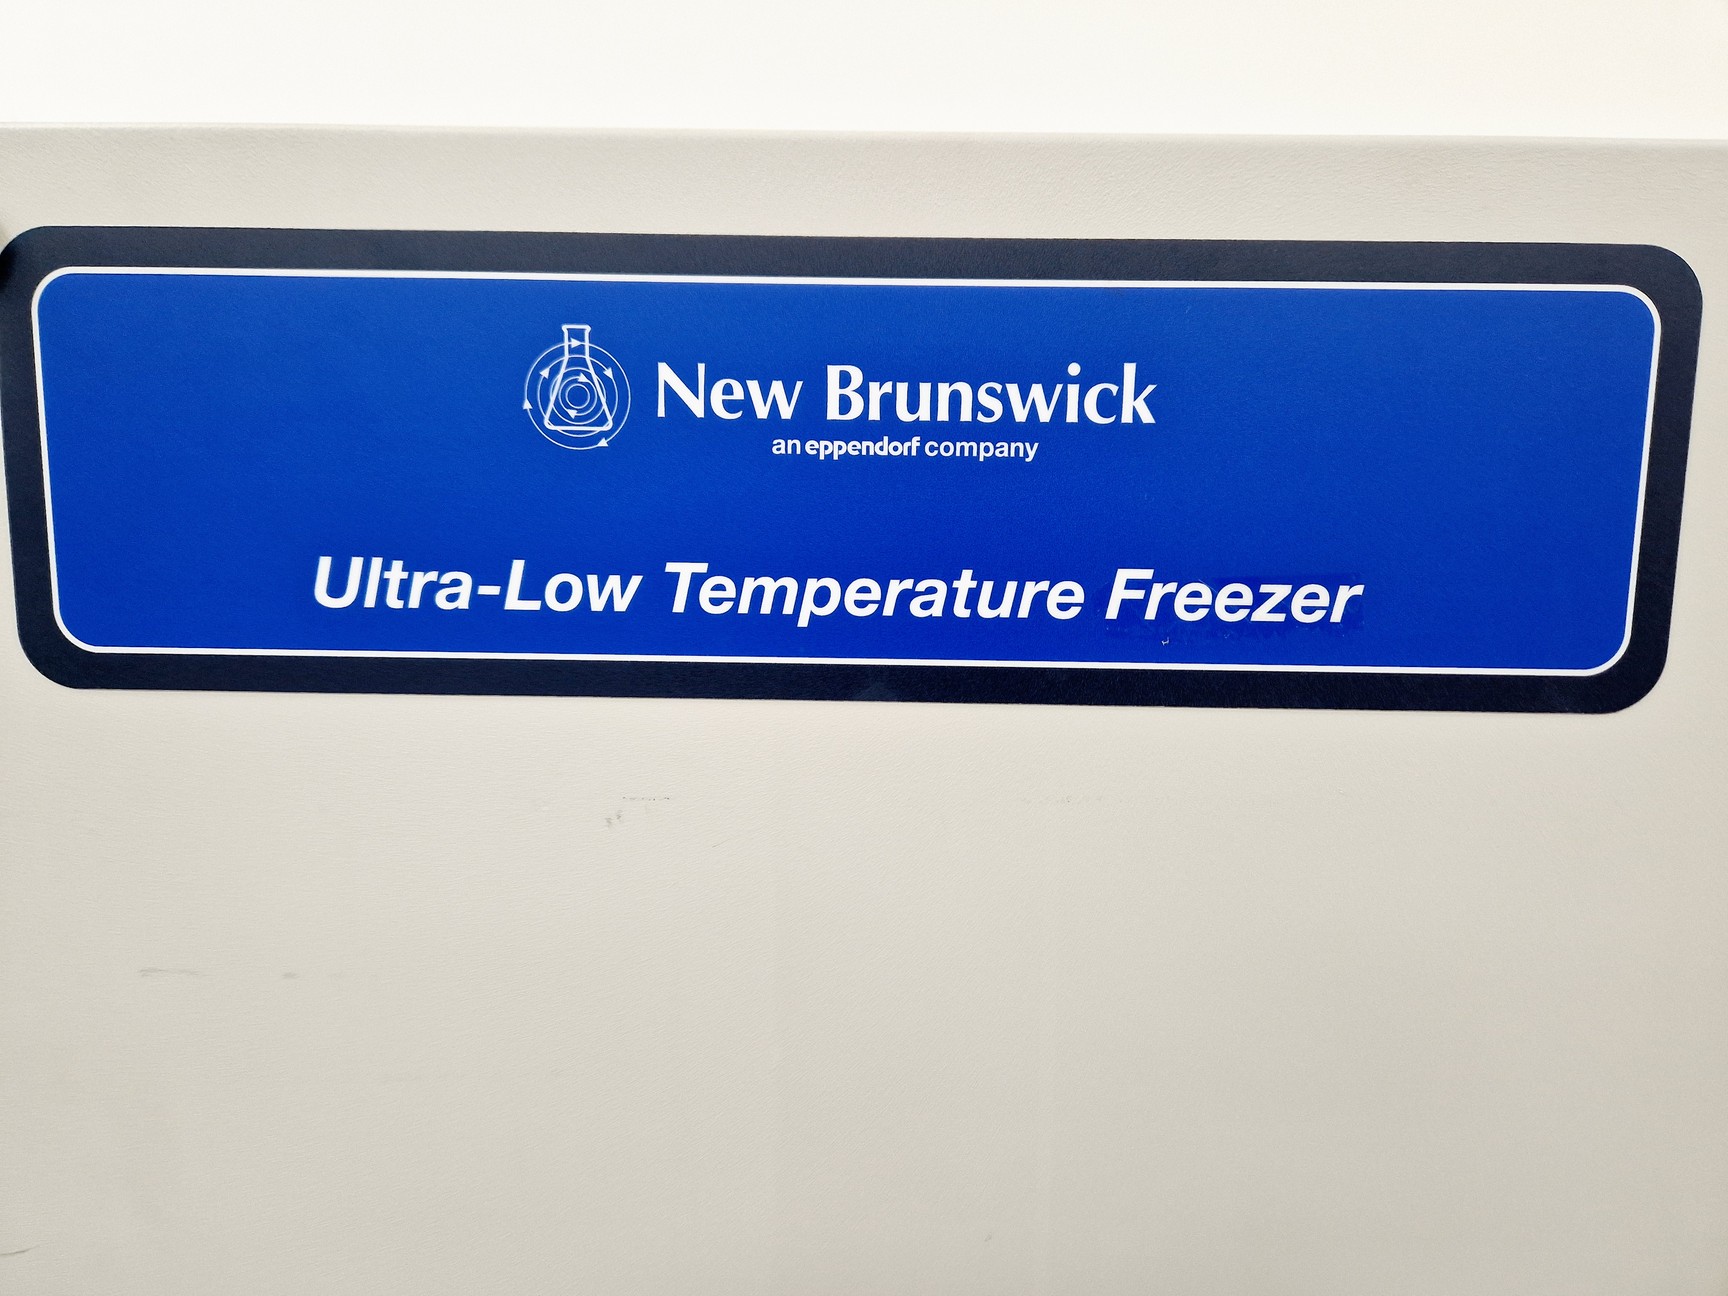 New Brunswick
an eppendorf company
Ultra-Low Temperature Freezer